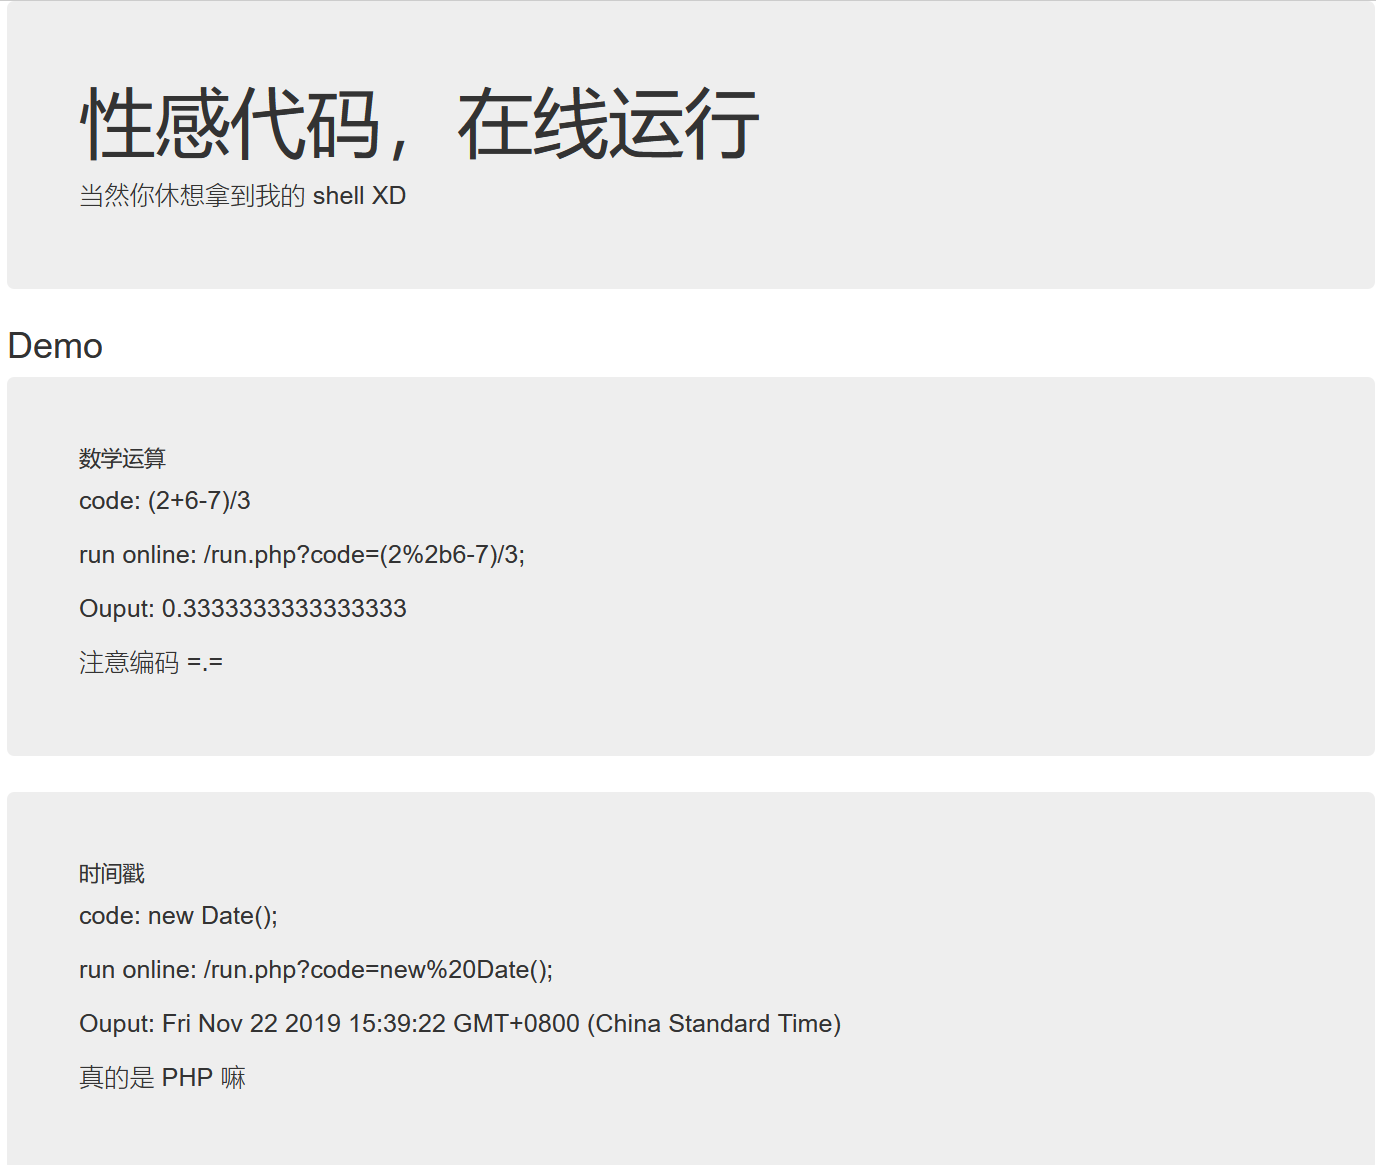 性感代码，在线运行
当然你休想拿到我的 shell XD
Demo
数学运算
code: (2+6-7)/3
run online: /run.php?code=(2%2b6-7)/3;
Ouput: 0.3333333333333333
注意编码 =.=
时间戳
code: new Date();
run online: /run.php?code=new%20Date();
Ouput: Fri Nov 22 2019 15:39:22 GMT+0800 (China Standard Time)
真的是 PHP 嘛